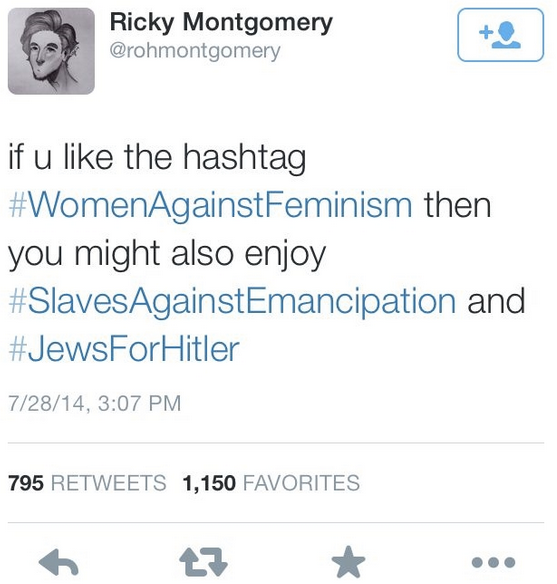 Ricky Montgomery
@rohmontgomery
if u like the hashtag
#WomenAgainstFeminism then
you might also enjoy
#SlavesAgainstEmancipation and
#JewsForHitler
7/28/14, 3:07 PM
795 RETWEETS 1,150 FAVORITES